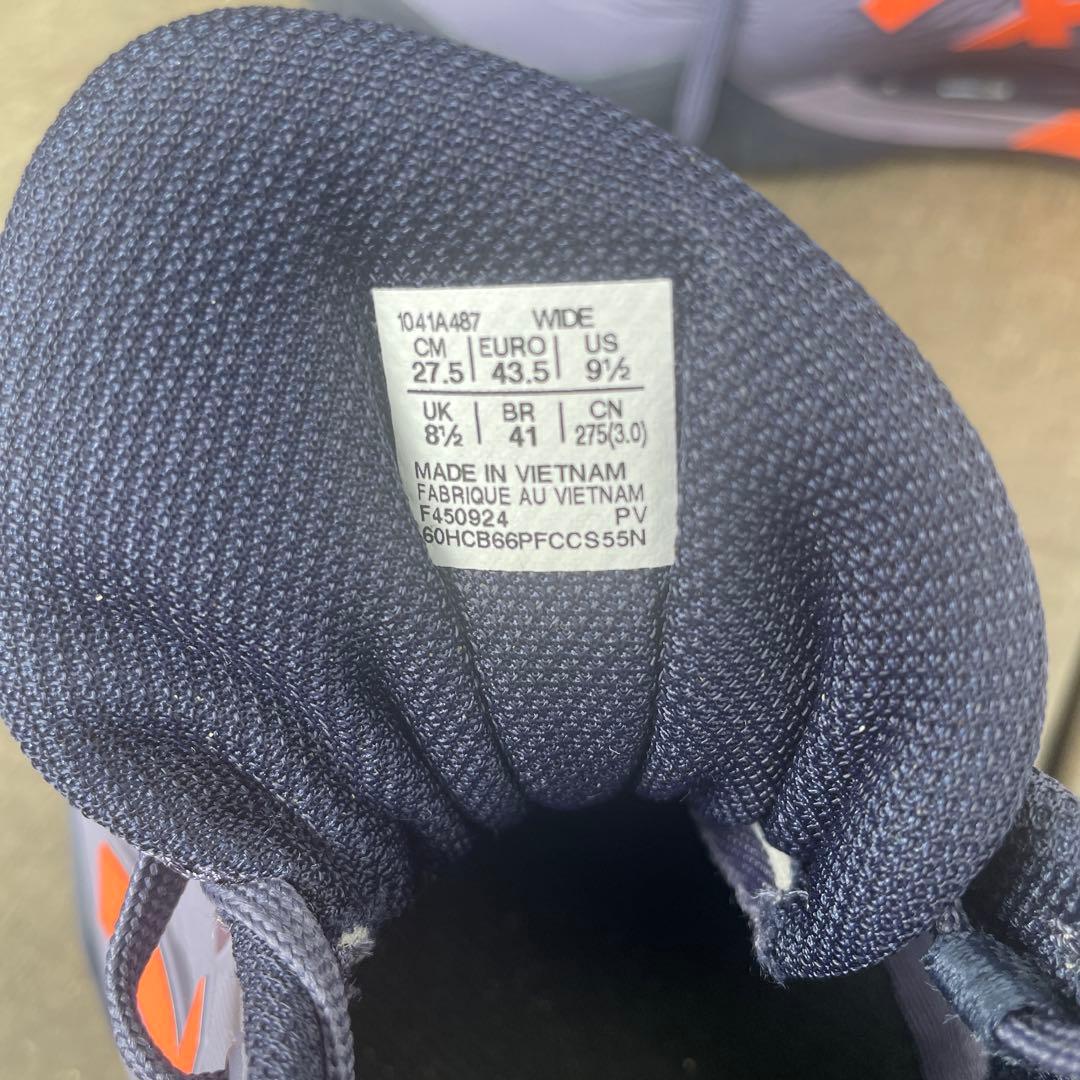 1041A487 WIDE
CM | EURO | US
27.5 | 43.5 | 9½
UK | BR | CN
8½ | 41 | 275(3.0)
MADE IN VIETNAM
FABRIQUE AU VIETNAM
F450924 PV
60HCB66PFCCS55N